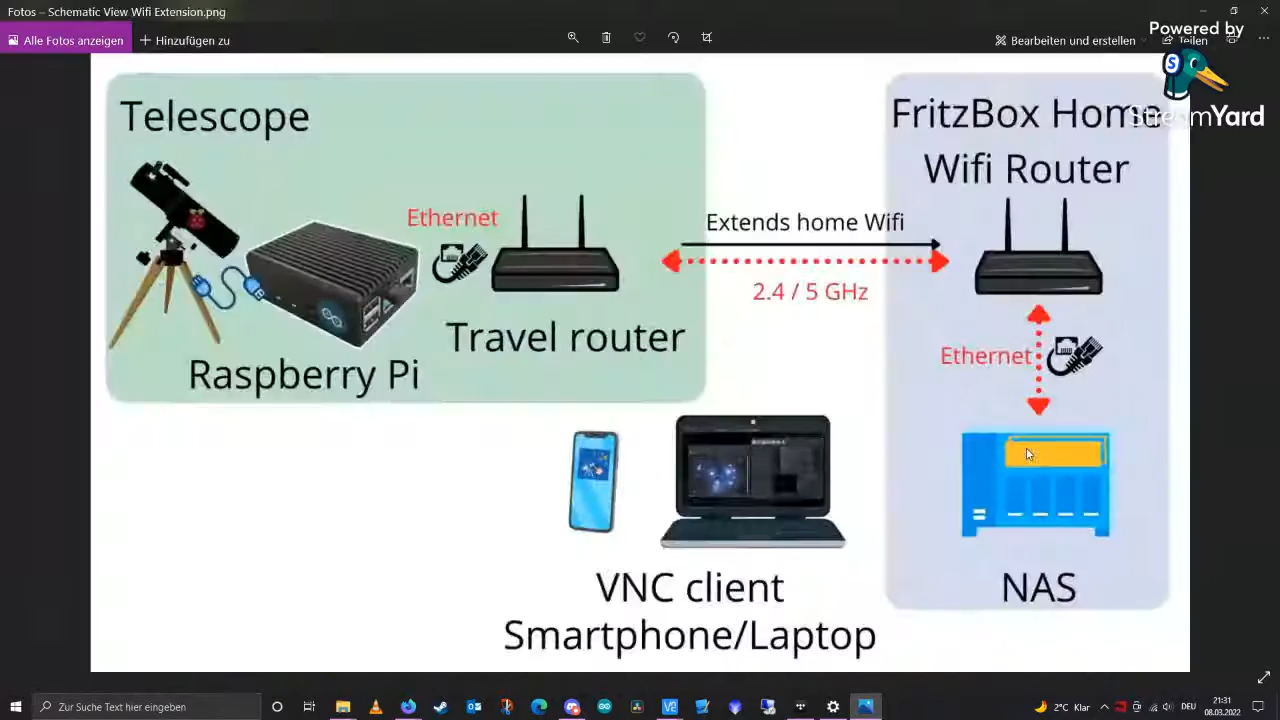 Fotos – Schematic View Wifi Extension.png
Alle Fotos anzeigen
Hinzufügen zu
Bearbeiten und erstellen
Teilen
Powered by
StreamYard
Telescope
Ethernet
Travel router
Raspberry Pi
Extends home Wifi
2.4 / 5 GHz
FritzBox Home
Wifi Router
Ethernet
NAS
VNC client
Smartphone/Laptop
Zur Suche Text hier eingeben
2°C Klar
DEU
21:31
08.03.2022